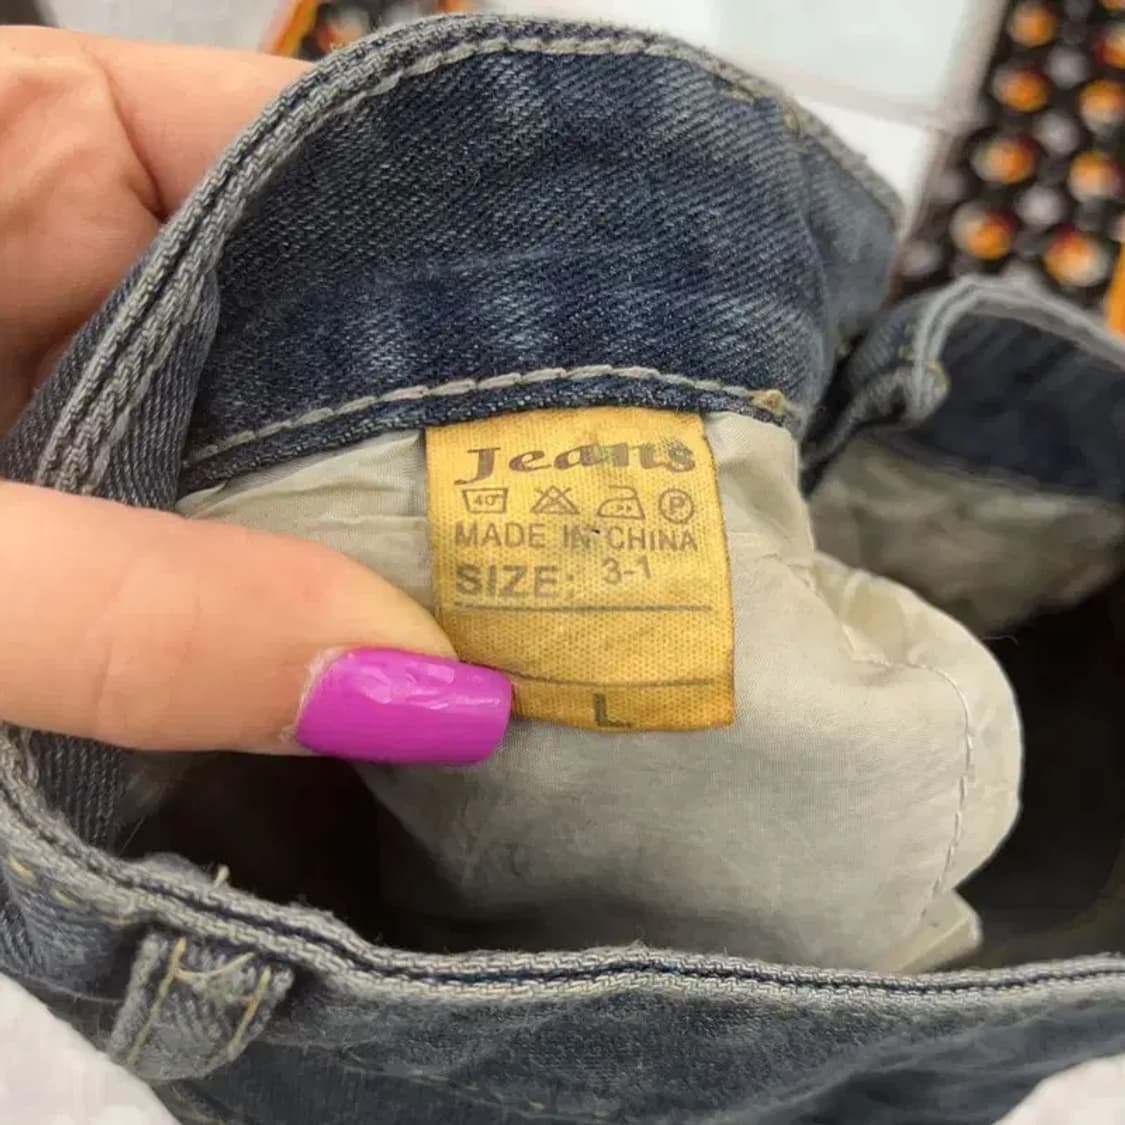 Jeans
40° P
MADE IN CHINA
SIZE: 3-1
L